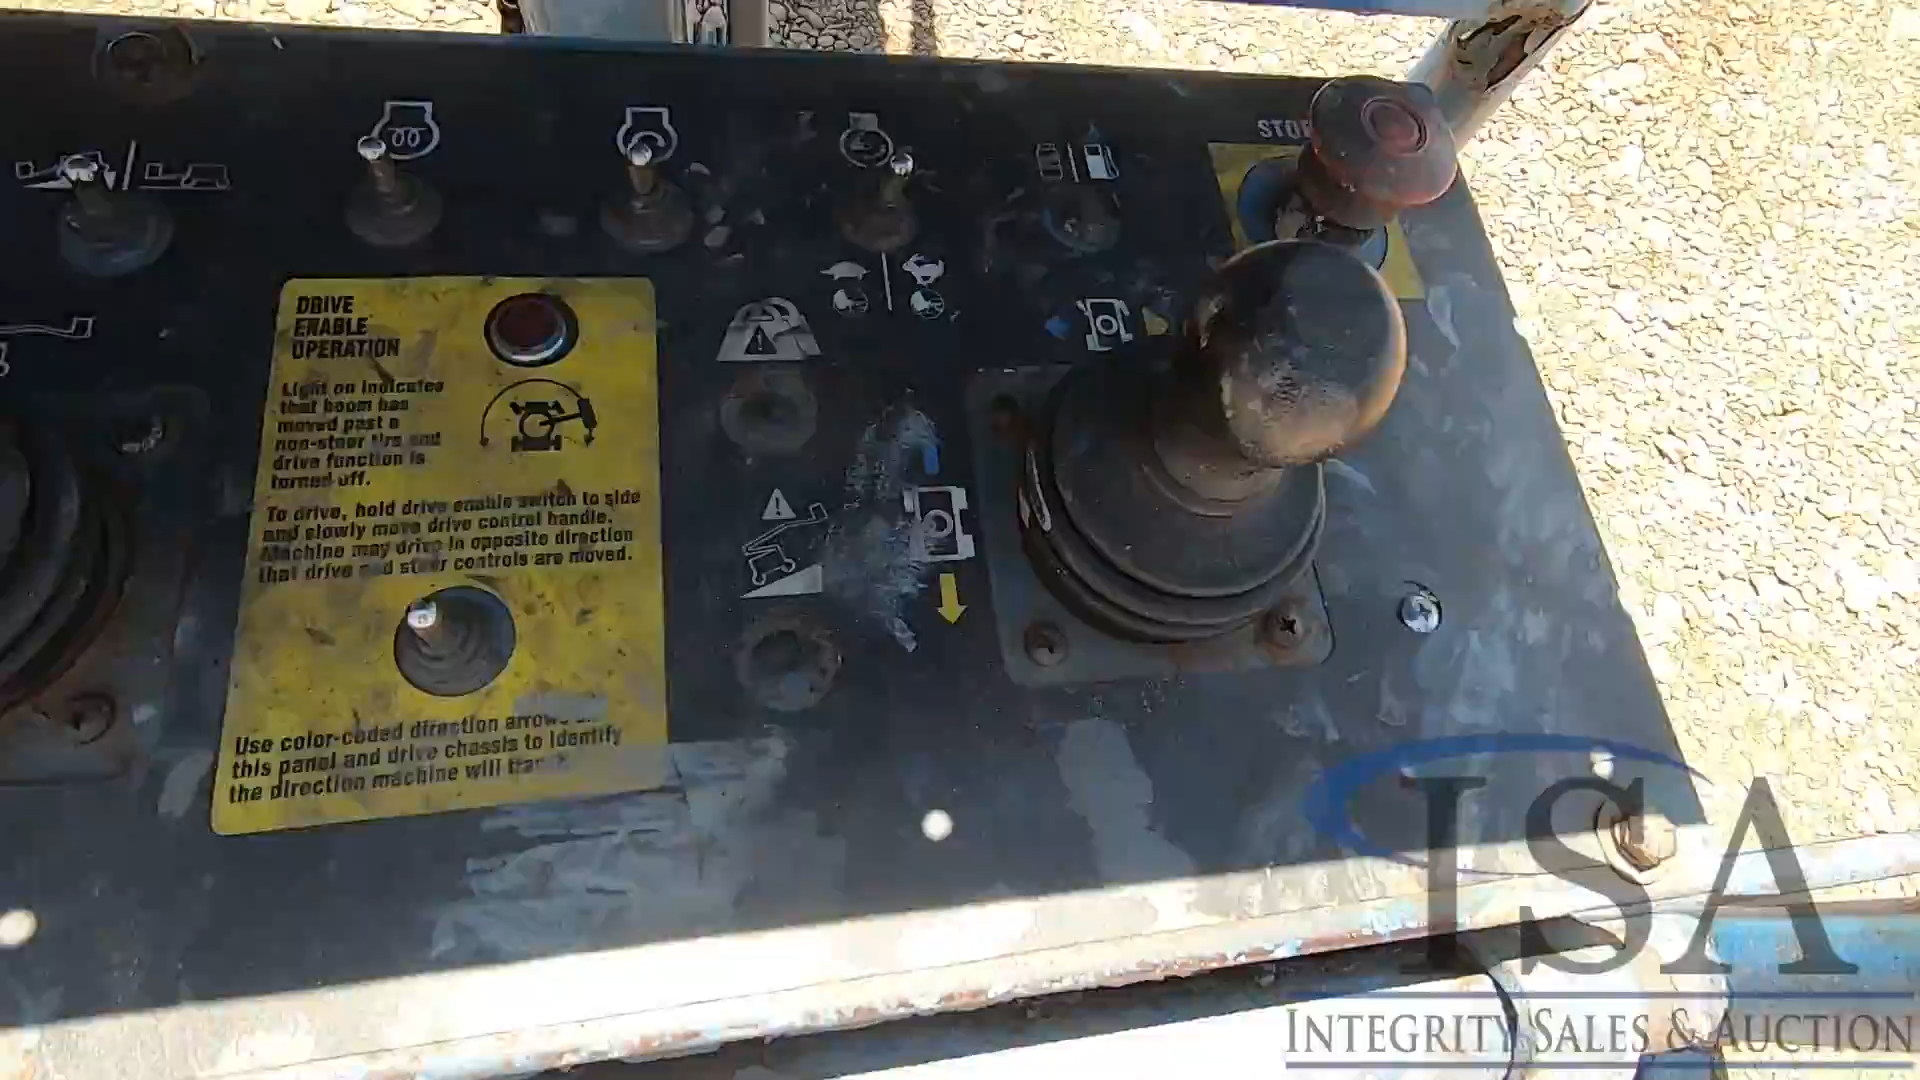 STOP
DRIVE
ENABLE
OPERATION
Light on indicates
that boom has
moved past a
non-steer tire and
drive function is
turned off.
To drive, hold drive enable switch to side
and slowly move drive control handle.
Machine may drive in opposite direction
that drive and steer controls are moved.
Use color-coded direction arrows
this panel and drive chassis to identify
the direction machine will
ISA
INTEGRITY SALES & AUCTION